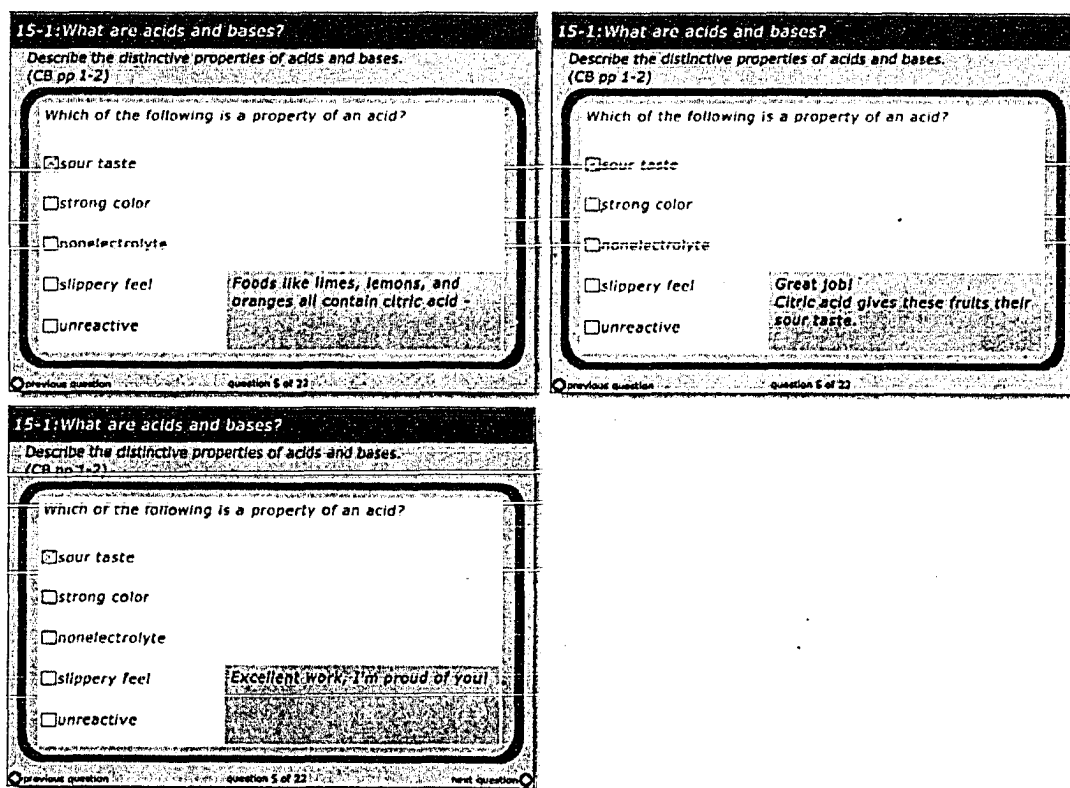 15-1:What are acids and bases?
Describe the distinctive properties of acids and bases.
(CB pp 1-2)
Which of the following is a property of an acid?
sour taste
strong color
nonelectrolyte
slippery feel
unreactive
Foods like limes, lemons, and
oranges all contain citric acid -
previous question
question 5 of 22
15-1:What are acids and bases?
Describe the distinctive properties of acids and bases.
(CB pp 1-2)
Which of the following is a property of an acid?
sour taste
strong color
nonelectrolyte
slippery feel
unreactive
Great job!
Citric acid gives these fruits their
sour taste.
previous question
question 5 of 22
15-1:What are acids and bases?
Describe the distinctive properties of acids and bases.
(CB pp 1-2)
Which of the following is a property of an acid?
sour taste
strong color
nonelectrolyte
slippery feel
unreactive
Excellent work, I'm proud of you!
previous question
question 5 of 22
next question